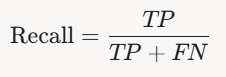 Recall = TP / TP + FN